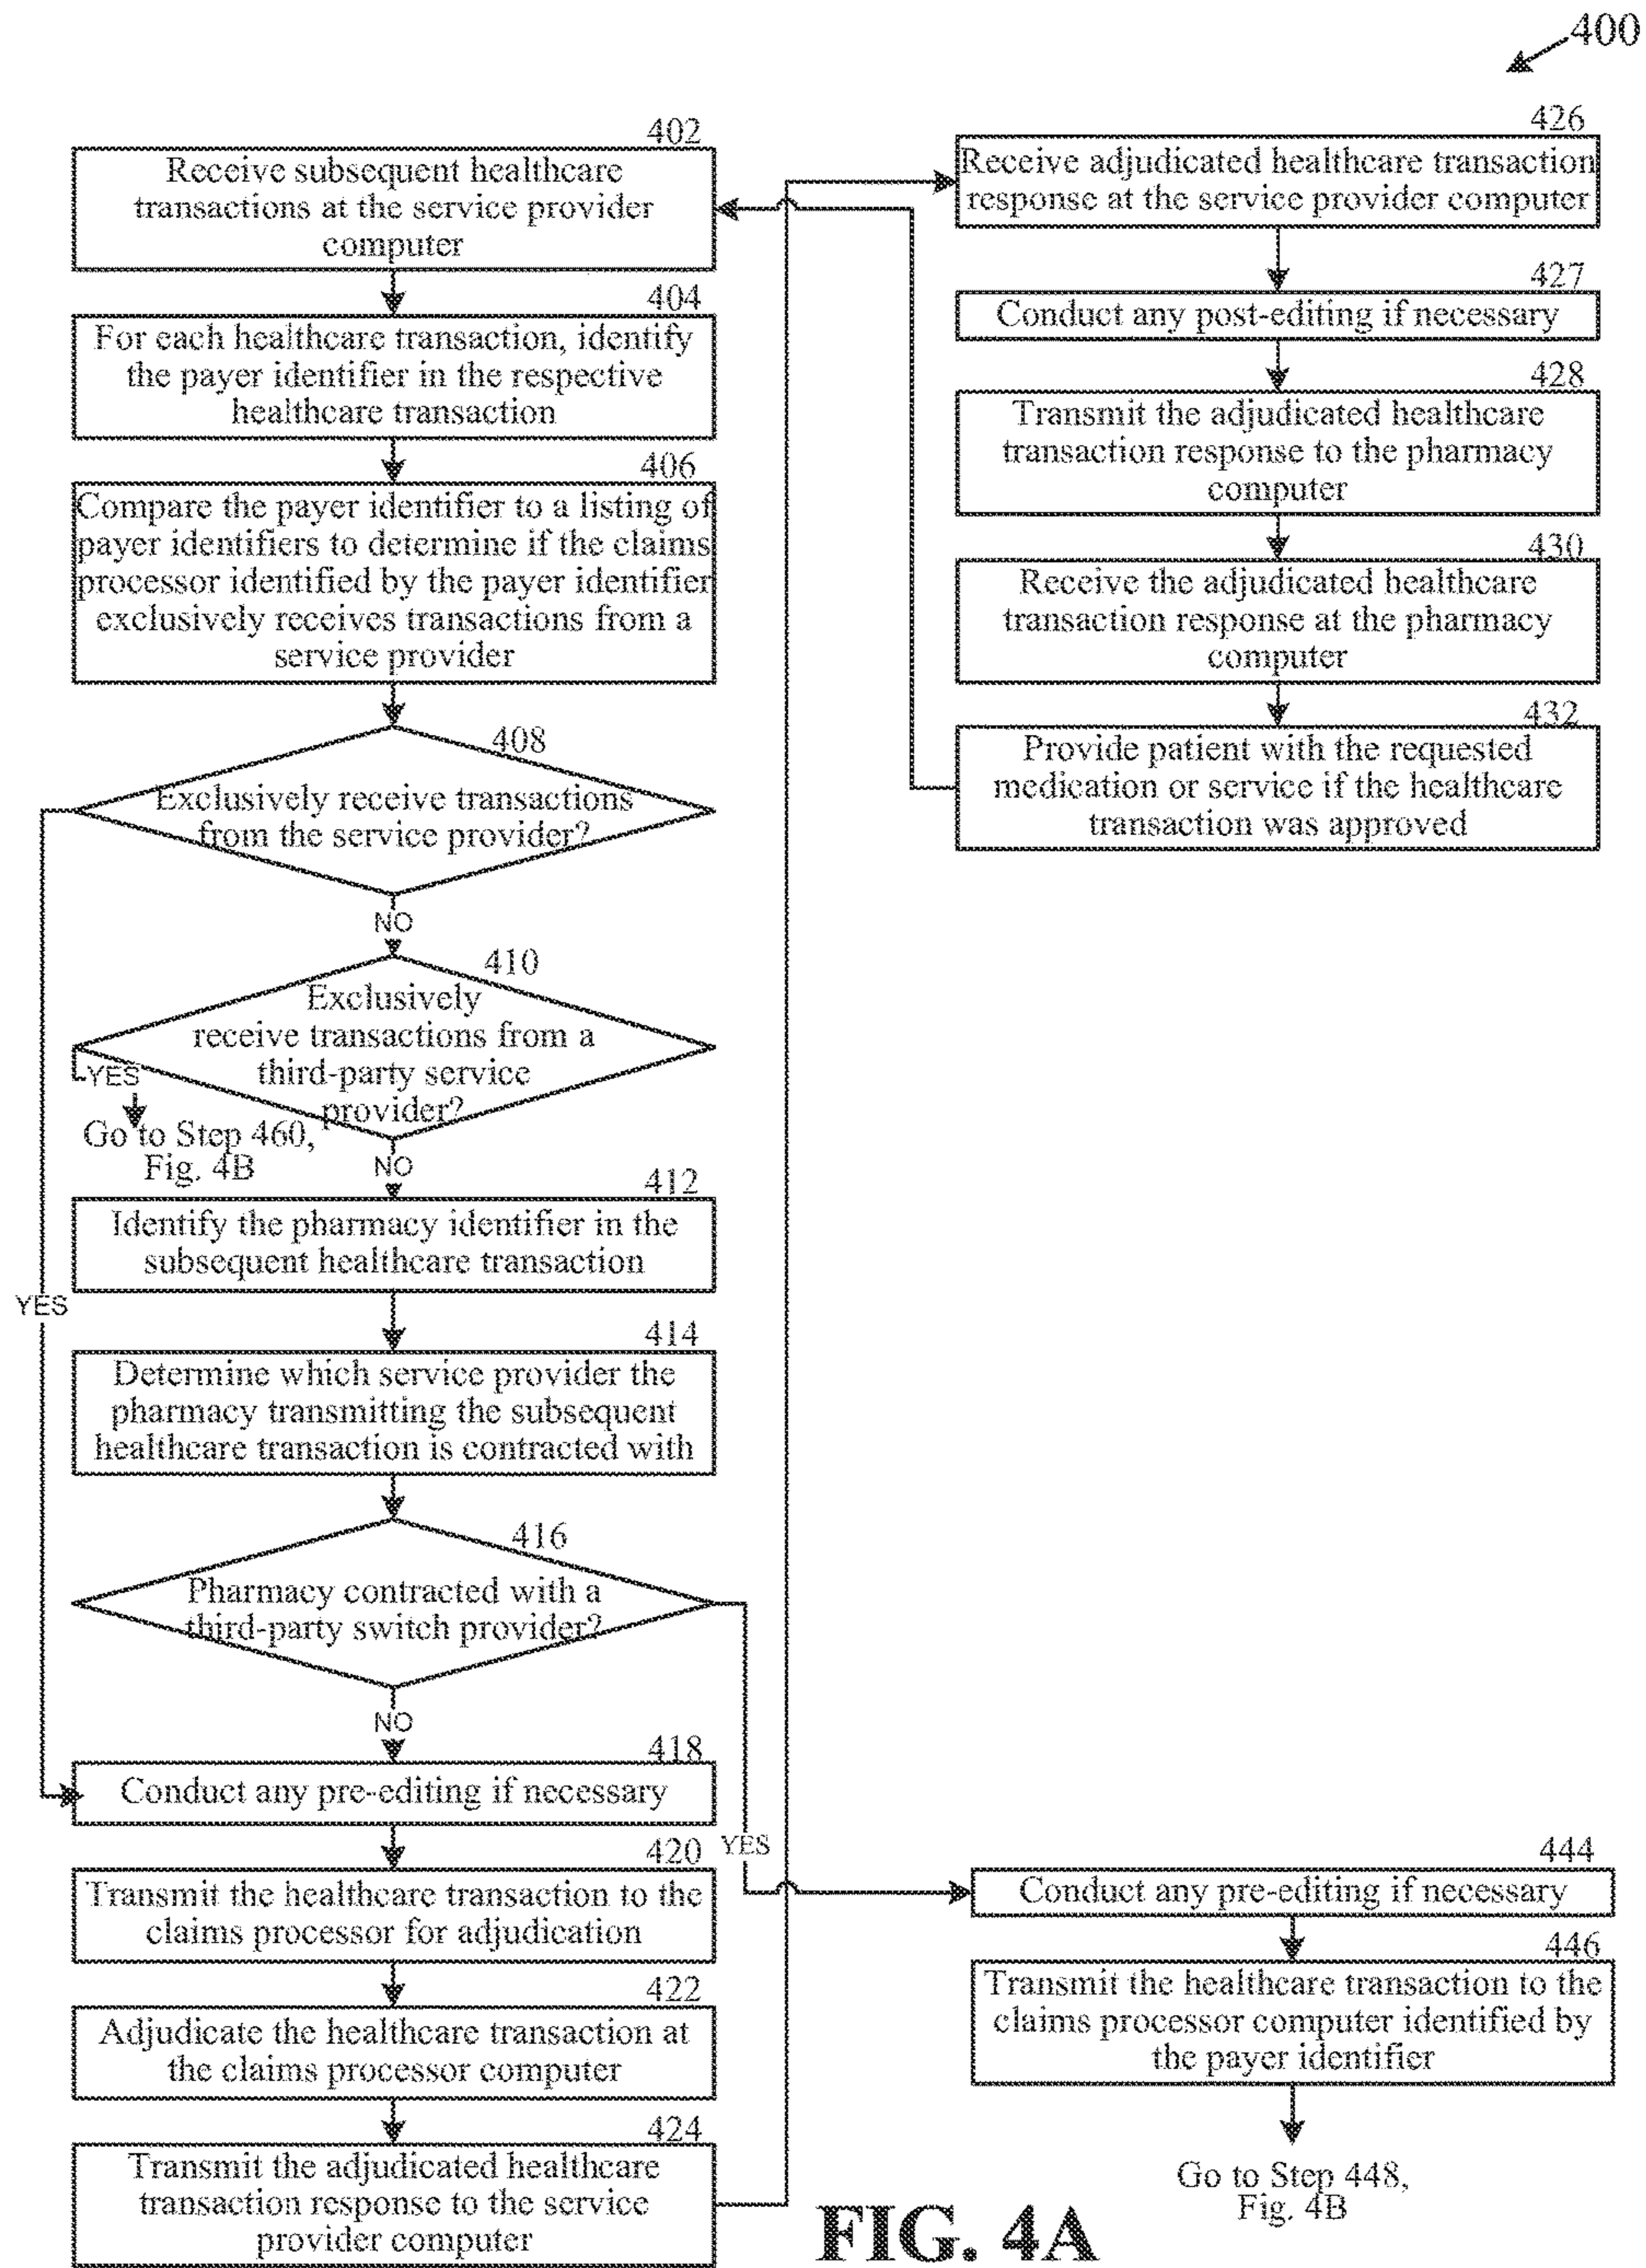 400
402
Receive subsequent healthcare
transactions at the service provider
computer
404
For each healthcare transaction, identify
the payer identifier in the respective
healthcare transaction
406
Compare the payer identifier to a listing of
payer identifiers to determine if the claims
processor identified by the payer identifier
exclusively receives transactions from a
service provider
408
Exclusively receive transactions
from the service provider?
NO
410
Exclusively
receive transactions from a
third-party service
provider?
YES
Go to Step 460,
Fig. 4B
NO
412
Identify the pharmacy identifier in the
subsequent healthcare transaction
YES
414
Determine which service provider the
pharmacy transmitting the subsequent
healthcare transaction is contracted with
416
Pharmacy contracted with a
third-party switch provider?
NO
418
Conduct any pre-editing if necessary
YES
420
Transmit the healthcare transaction to the
claims processor for adjudication
422
Adjudicate the healthcare transaction at
the claims processor computer
424
Transmit the adjudicated healthcare
transaction response to the service
provider computer
426
Receive adjudicated healthcare transaction
response at the service provider computer
427
Conduct any post-editing if necessary
428
Transmit the adjudicated healthcare
transaction response to the pharmacy
computer
430
Receive the adjudicated healthcare
transaction response at the pharmacy
computer
432
Provide patient with the requested
medication or service if the healthcare
transaction was approved
444
Conduct any pre-editing if necessary
446
Transmit the healthcare transaction to the
claims processor computer identified by
the payer identifier
Go to Step 448,
Fig. 4B
FIG. 4A